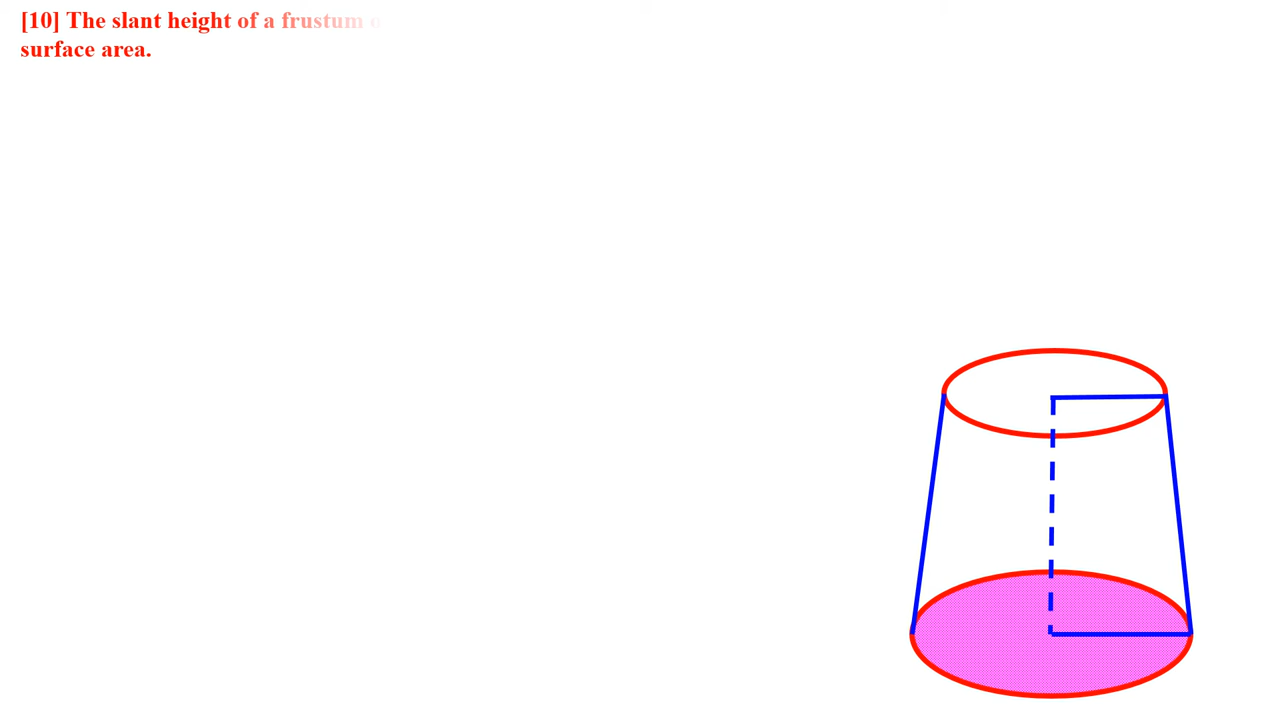 [10] The slant height of a frustum
surface area.